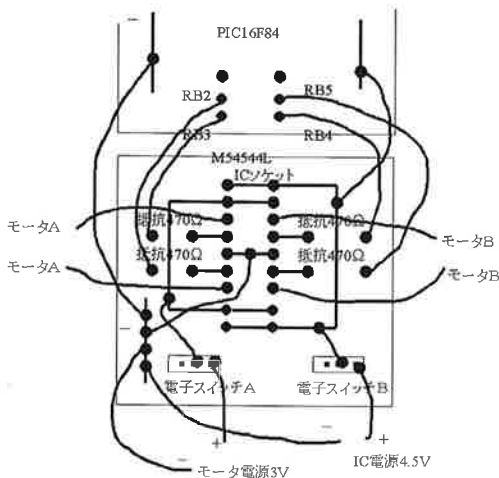 −
PIC16F84
RB2
RB5
RB3
RB4
M54544L
ICソケット
モータA
抵抗470Ω
抵抗470Ω
モータB
モータA
抵抗470Ω
抵抗470Ω
モータB
−
電子スイッチA
電子スイッチB
+
−
+
−
モータ電源3V
IC電源4.5V